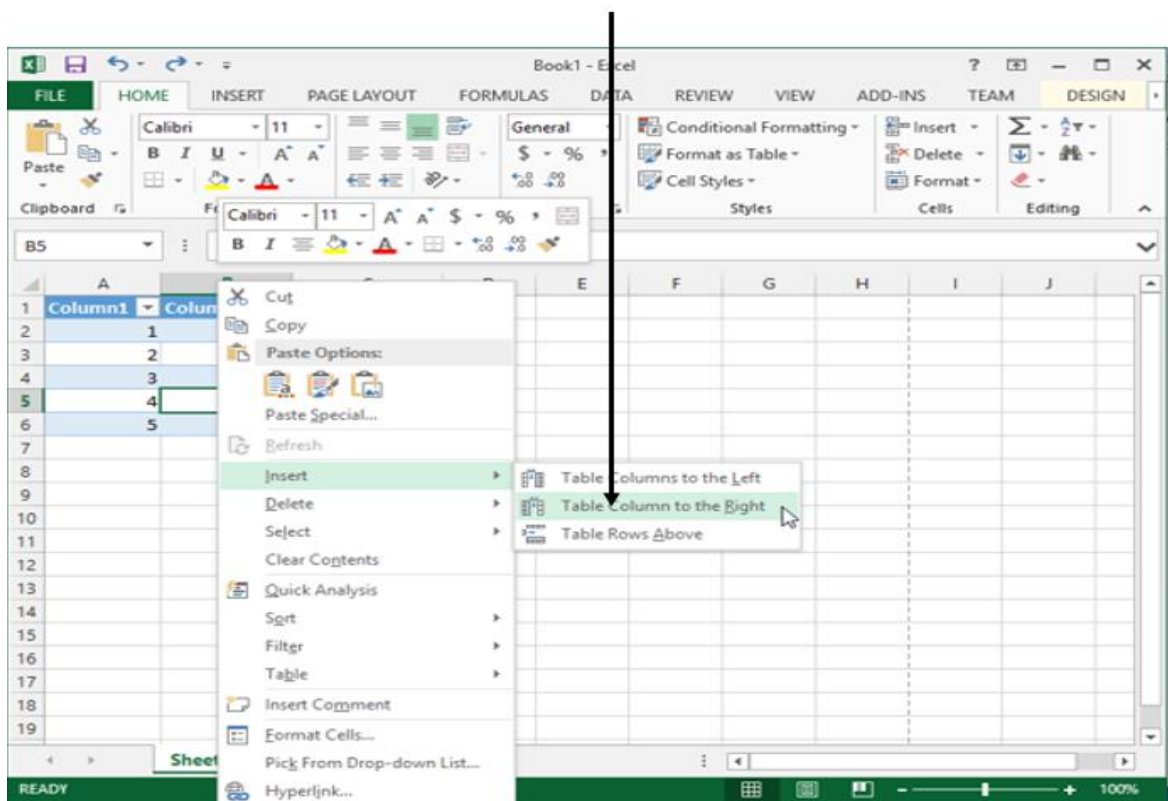 Book1 - Excel
FILE HOME INSERT PAGE LAYOUT FORMULAS DATA REVIEW VIEW ADD-INS TEAM DESIGN
Calibri 11 General Conditional Formatting Insert
Paste B I U A A $ % , Format as Table Delete
A Cell Styles Format
Clipboard Styles Cells Editing
Calibri 11 A A $ % ,
B5 B I A
A E F G H I J
1 Column1
2 1
3 2
4 3
5 4
6 5
7
8
9
10
11
12
13
14
15
16
17
18
19
Cut
Copy
Paste Options:
Paste Special...
Refresh
Insert
Delete
Select
Clear Contents
Quick Analysis
Sort
Filter
Table
Insert Comment
Format Cells...
Pick From Drop-down List...
Hyperlink...
Table Columns to the Left
Table Column to the Right
Table Rows Above
READY 100%